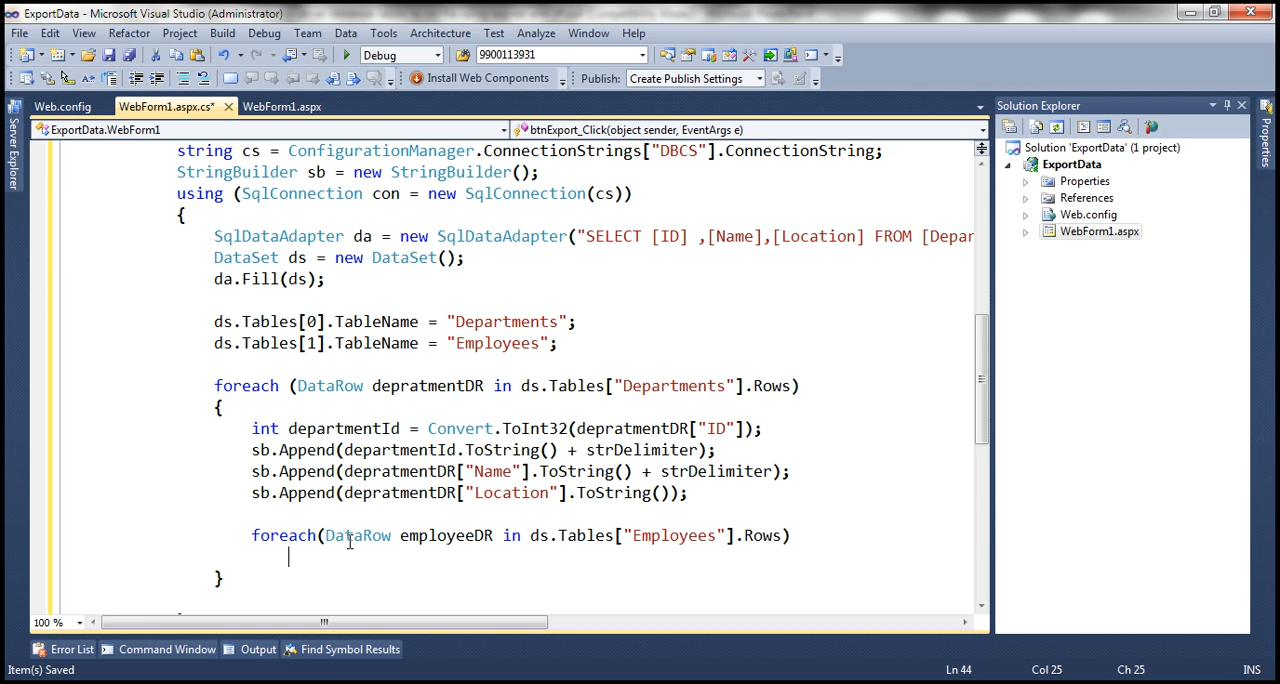 ExportData - Microsoft Visual Studio (Administrator)
File Edit View Refactor Project Build Debug Team Data Tools Architecture Test Analyze Window Help
Debug 9900113931
Install Web Components Publish: Create Publish Settings
Web.config WebForm1.aspx.cs* WebForm1.aspx Solution Explorer
ExportData.WebForm1 btnExport_Click(object sender, EventArgs e)
Server Explorer
Properties
string cs = ConfigurationManager.ConnectionStrings["DBCS"].ConnectionString;
StringBuilder sb = new StringBuilder();
using (SqlConnection con = new SqlConnection(cs))
{
SqlDataAdapter da = new SqlDataAdapter("SELECT [ID] ,[Name],[Location] FROM [Depar
DataSet ds = new DataSet();
da.Fill(ds);
ds.Tables[0].TableName = "Departments";
ds.Tables[1].TableName = "Employees";
foreach (DataRow depratmentDR in ds.Tables["Departments"].Rows)
{
int departmentId = Convert.ToInt32(depratmentDR["ID"]);
sb.Append(departmentId.ToString() + strDelimiter);
sb.Append(depratmentDR["Name"].ToString() + strDelimiter);
sb.Append(depratmentDR["Location"].ToString());
foreach(DataRow employeeDR in ds.Tables["Employees"].Rows)
}
Solution 'ExportData' (1 project)
ExportData
Properties
References
Web.config
WebForm1.aspx
100 %
Error List Command Window Output Find Symbol Results
Item(s) Saved Ln 44 Col 25 Ch 25 INS